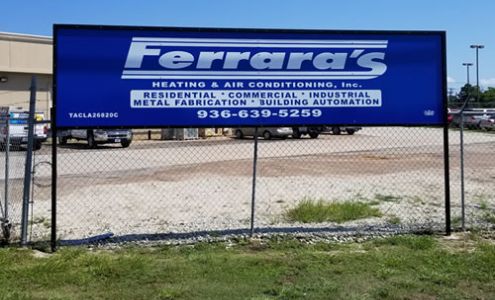 Ferrara's
HEATING & AIR CONDITIONING, Inc.
RESIDENTIAL * COMMERCIAL * INDUSTRIAL
METAL FABRICATION * BUILDING AUTOMATION
TACLA26820C 936-639-5259